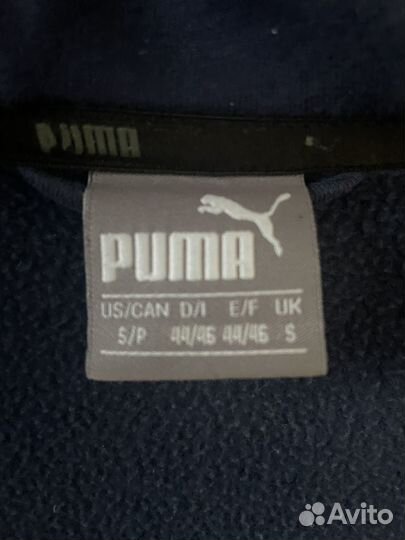 PUMA
PUMA
US/CAN D/I E/F UK
S/P 44/46 44/46 S
Avito